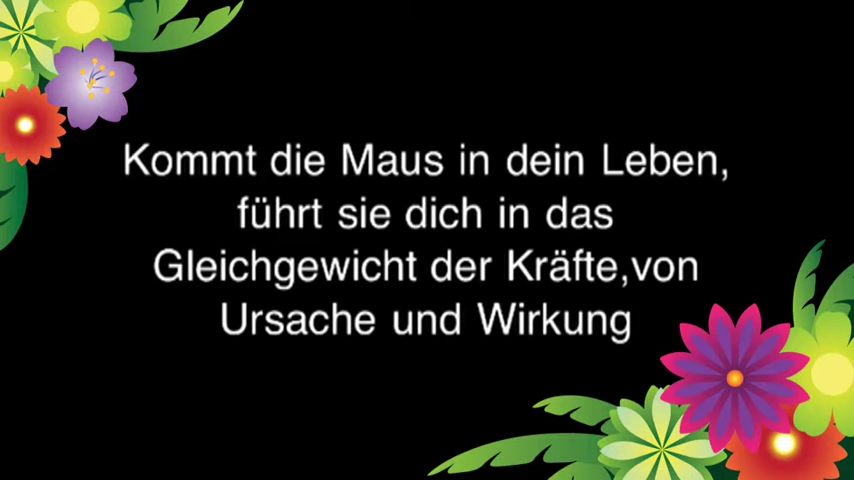 Kommt die Maus in dein Leben,
führt sie dich in das
Gleichgewicht der Kräfte,von
Ursache und Wirkung